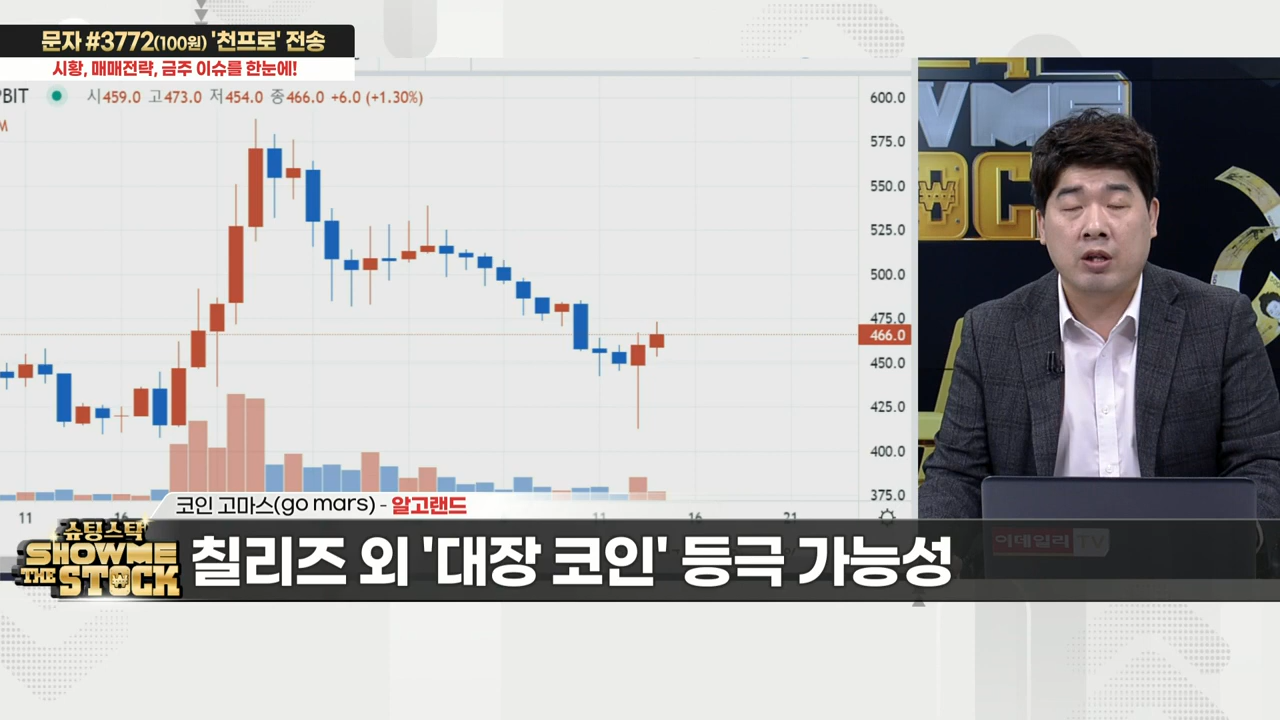 문자 #3772(100원) '천프로' 전송
시황, 매매전략, 금주 이슈를 한눈에!
PBIT 시459.0 고473.0 저454.0 종466.0 +6.0 (+1.30%)
M
600.0
575.0
550.0
525.0
500.0
475.0
466.0
450.0
425.0
400.0
375.0
11 16 21
코인 고마스(go mars) - 알고랜드
슈팅스탁
SHOW ME
THE STOCK
칠리즈 외 '대장 코인' 등극 가능성
이데일리 TV